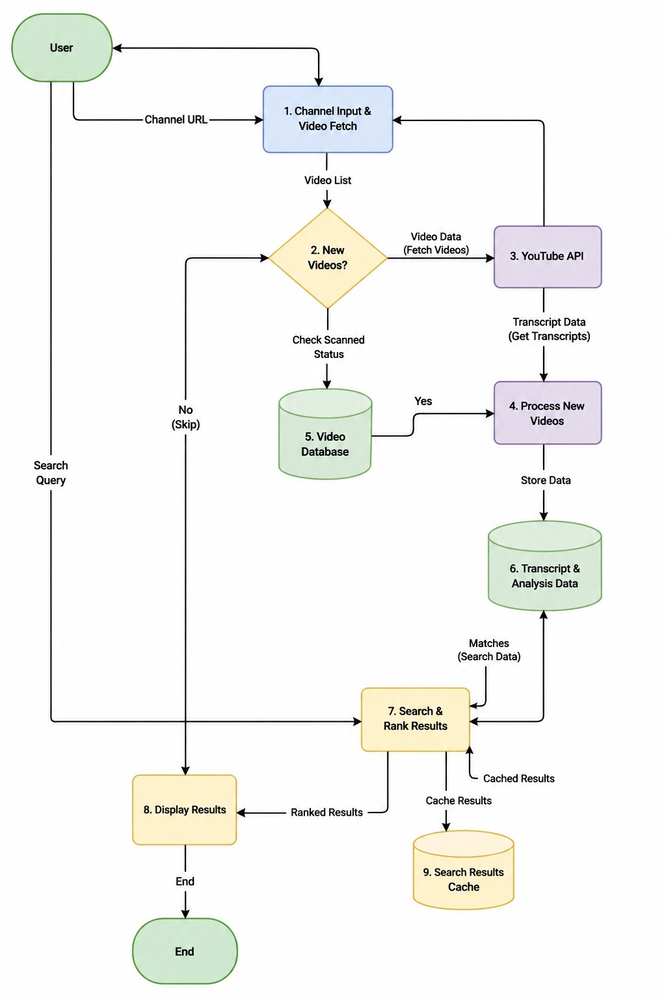 User
Channel URL
1. Channel Input &
Video Fetch
Video List
2. New
Videos?
Video Data
(Fetch Videos)
3. YouTube API
Check Scanned
Status
Transcript Data
(Get Transcripts)
No
(Skip)
5. Video
Database
Yes
4. Process New
Videos
Search
Query
Store Data
6. Transcript &
Analysis Data
Matches
(Search Data)
7. Search &
Rank Results
Cached Results
Cache Results
Ranked Results
8. Display Results
9. Search Results
Cache
End
End